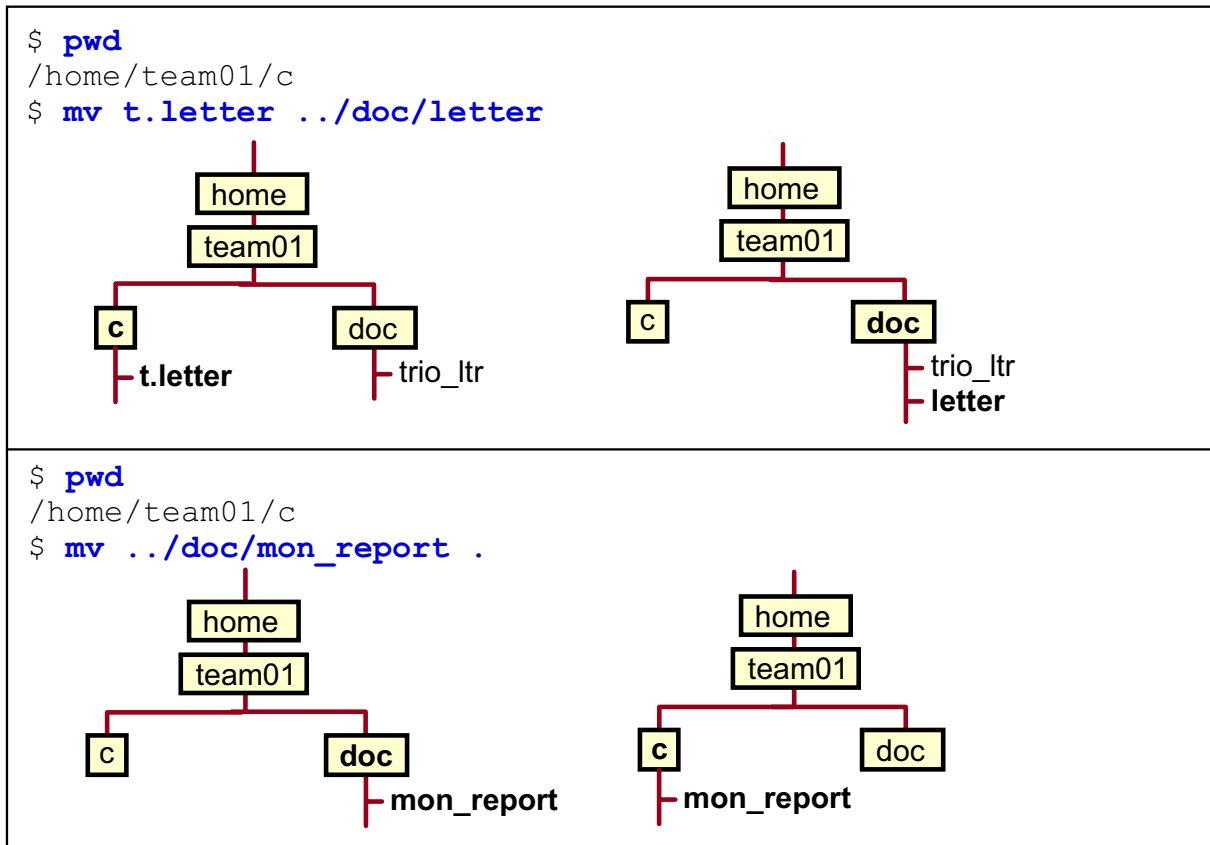 $ pwd
/home/team01/c
$ mv t.letter ../doc/letter
home
team01
c
doc
t.letter
trio_ltr
home
team01
c
doc
trio_ltr
letter
$ pwd
/home/team01/c
$ mv ../doc/mon_report .
home
team01
c
doc
mon_report
home
team01
c
doc
mon_report